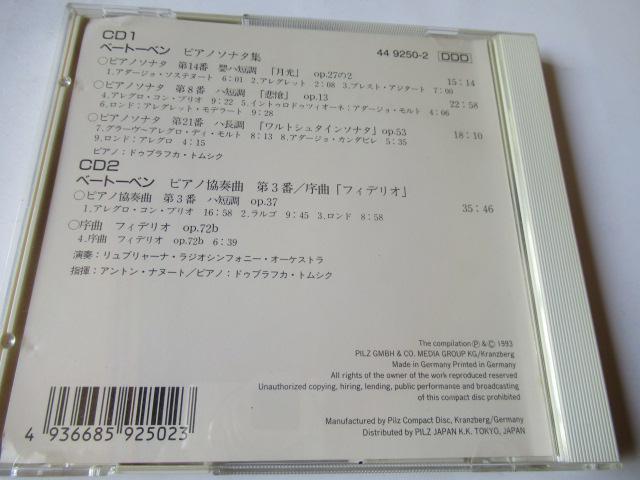 CD1
ベートーベン ピアノソナタ集 44 9250-2 DDD
○ピアノソナタ 第14番 嬰ハ短調 「月光」 op.27の2 15:14
1.アダージョ・ソステヌート 6:01 2.アレグレット 2:08 3.プレスト・アジタート 7:00
○ピアノソナタ 第8番 ハ短調 「悲愴」 op.13 22:58
4.アレグロ・コン・ブリオ 9:22 5.イントゥロドゥツィオーネ:アダージョ・モルト 4:06
6.ロンド:アレグレット・モデラート 9:28
○ピアノソナタ 第21番 ハ長調 「ワルトシュタインソナタ」op.53 18:10
7.グラーヴ〜アレグロ・ディ・モルト 8:13 8.アダージョ・カンダビレ 5:35
9.ロンド:アレグロ 4:15
ピアノ:ドゥブラフカ・トムシク
CD2
ベートーベン ピアノ協奏曲 第3番/序曲「フィデリオ」
○ピアノ協奏曲 第3番 ハ短調 op.37 35:46
1.アレグロ・コン・ブリオ 16:58 2.ラルゴ 9:45 3.ロンド 8:58
○序曲 フィデリオ op.72b
4.序曲 フィデリオ op.72b 6:39
演奏:リュブリャーナ・ラジオシンフォニー・オーケストラ
指揮:アントン・ナヌート/ピアノ:ドゥブラフカ・トムシク
The compilation Ⓟ & © 1993
PILZ GMBH & CO. MEDIA GROUP KG/Kranzberg
Made in Germany Printed in Germany
All rights of the owner of the work reproduced reserved
Unauthorized copying, hiring, lending, public performance and broadcasting
of this compact disc prohibited
Manufactured by Pilz Compact Disc, Kranzberg/Germany
Distributed by PILZ JAPAN K.K. TOKYO, JAPAN
4 936685 925023